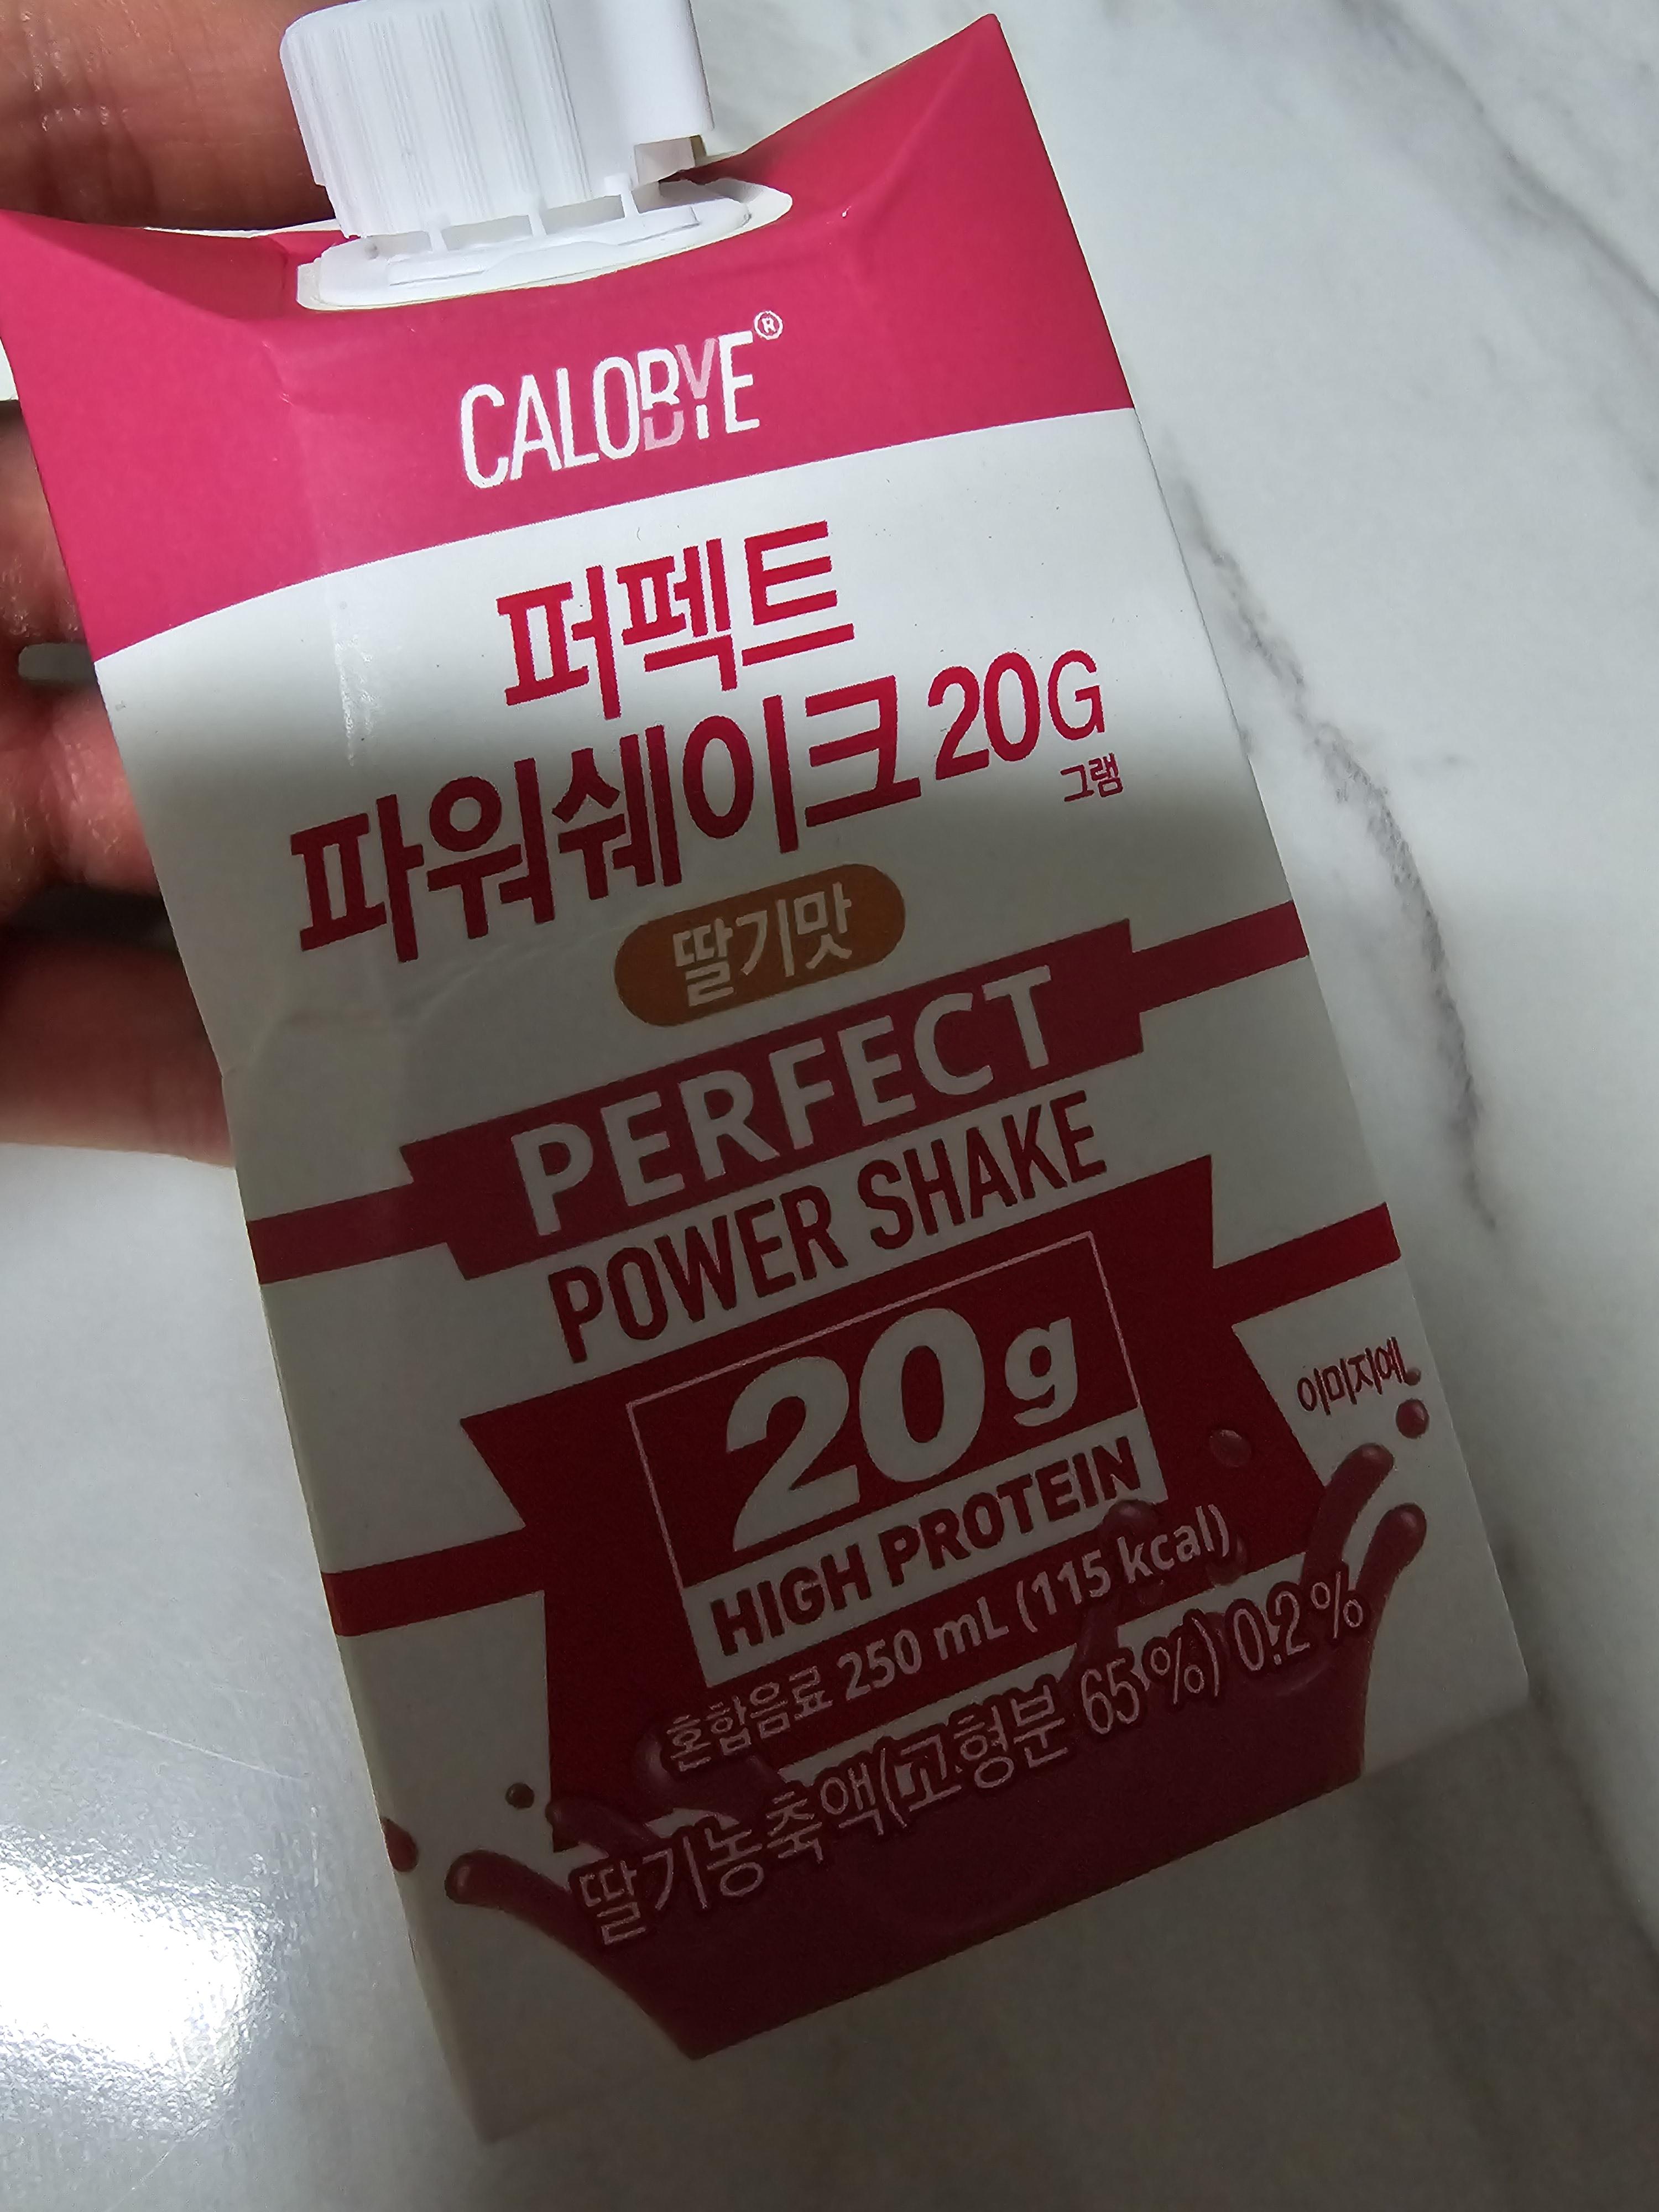 CALOBYE®
퍼펙트
파워쉐이크 20G
그램
딸기맛
PERFECT
POWER SHAKE
20g
HIGH PROTEIN
이미지예
혼합음료 250 mL (115 kcal)
딸기농축액(고형분 65 %) 0.2 %